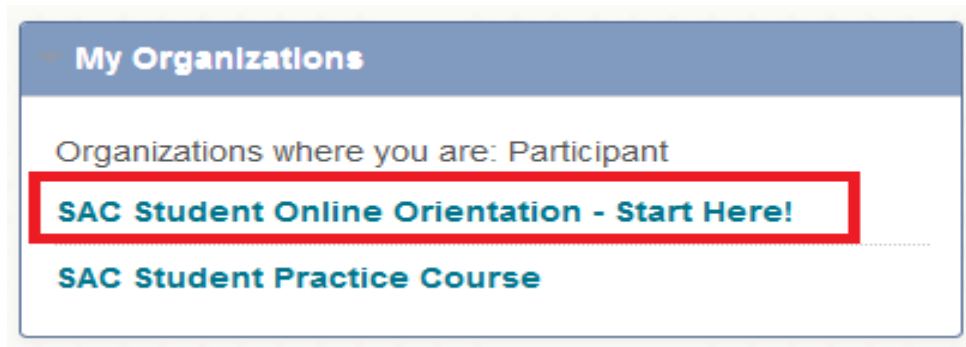 My Organizations
Organizations where you are: Participant
SAC Student Online Orientation - Start Here!
SAC Student Practice Course